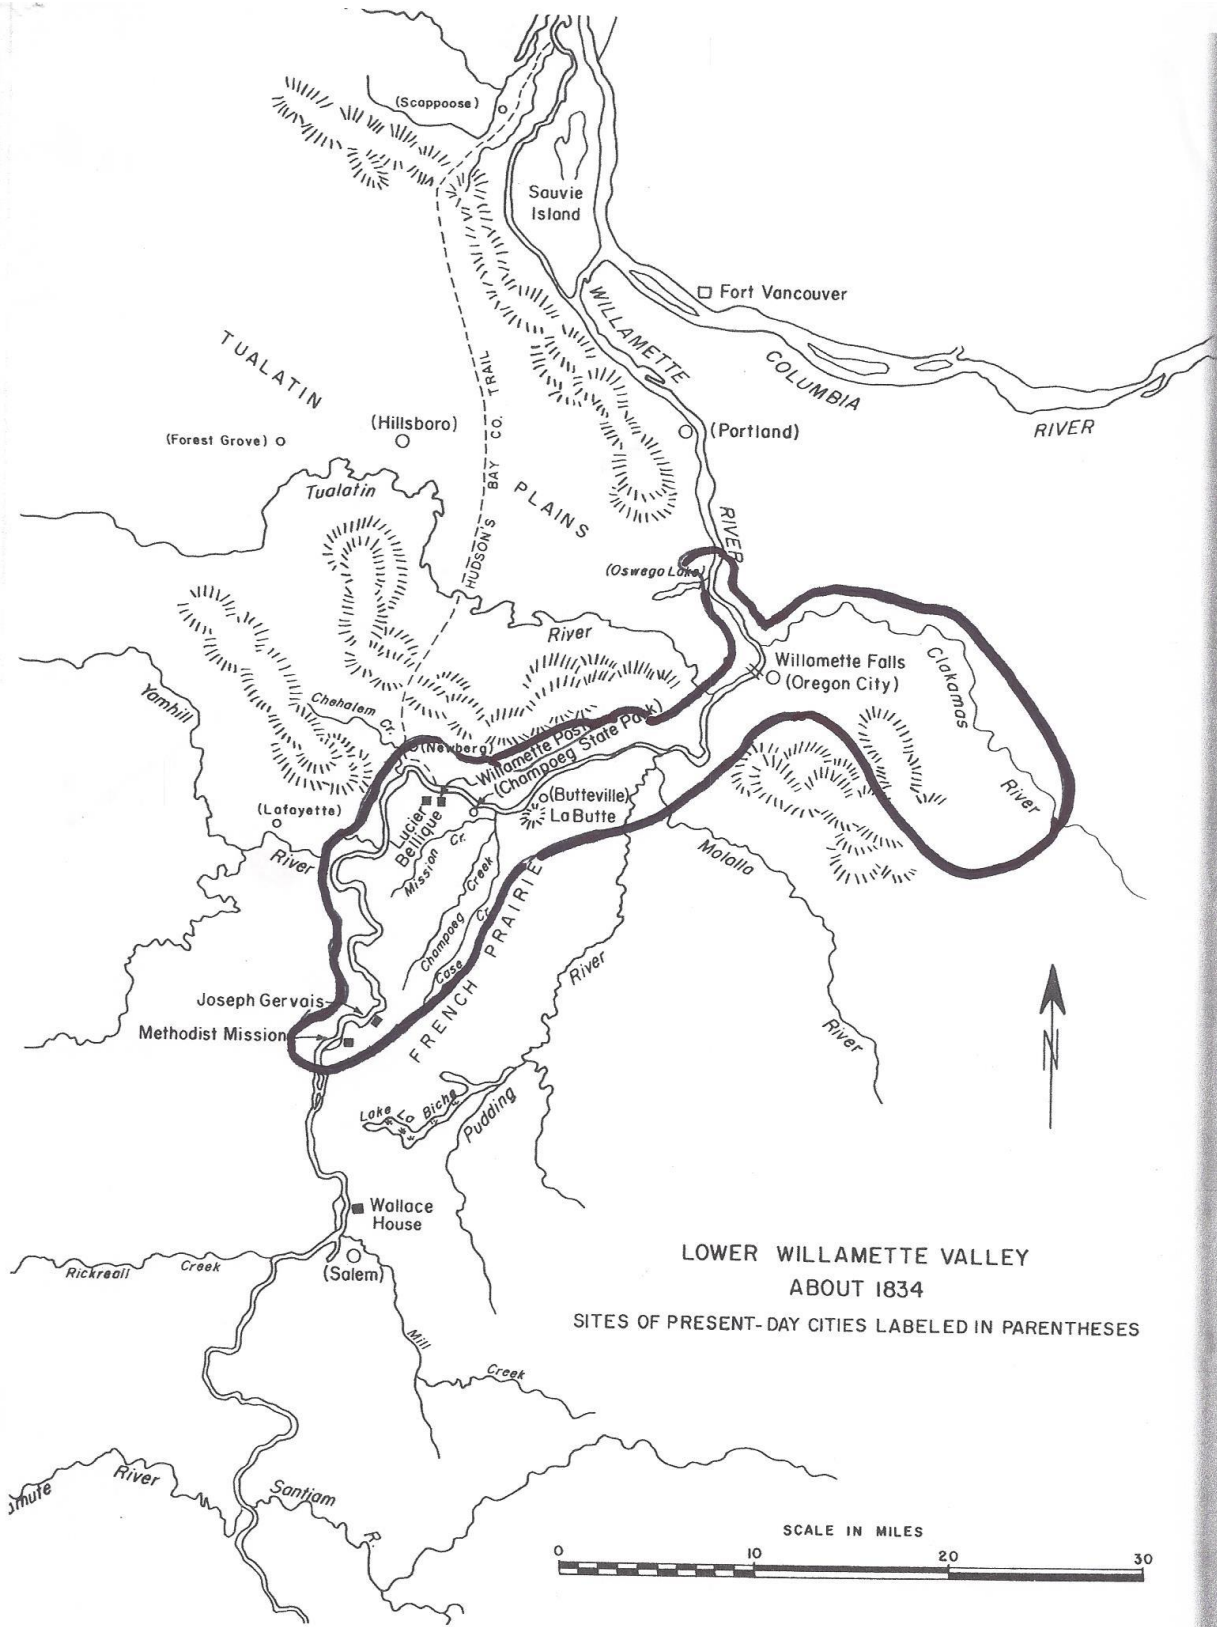 (Scappoose)
Sauvie
Island
Fort Vancouver
WILLAMETTE
COLUMBIA
RIVER
TUALATIN
HUDSON'S BAY CO. TRAIL
(Forest Grove)
(Hillsboro)
(Portland)
Tualatin
PLAINS
RIVER
(Oswego Lake)
River
Willamette Falls
(Oregon City)
Clakamas
River
Yamhill
Chehalem Cr.
(Newberg)
Willamette Post
(Champoeg State Park)
(Butteville)
La Butte
(Lafayette)
River
Lucier
Bellique
Mission Cr.
Champoeg Creek
Case Cr.
FRENCH PRAIRIE
Molalla
River
River
Joseph Gervais
Methodist Mission
N
Lake La Biche
Pudding
Wallace
House
(Salem)
Rickreall Creek
Mill
Creek
LOWER WILLAMETTE VALLEY
ABOUT 1834
SITES OF PRESENT-DAY CITIES LABELED IN PARENTHESES
River
Santiam
R.
SCALE IN MILES
0 10 20 30